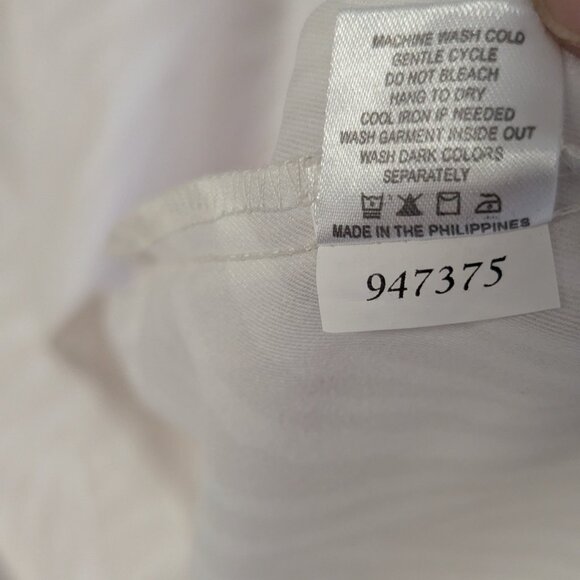 MACHINE WASH COLD
GENTLE CYCLE
DO NOT BLEACH
HANG TO DRY
COOL IRON IF NEEDED
WASH GARMENT INSIDE OUT
WASH DARK COLORS
SEPARATELY
MADE IN THE PHILIPPINES
947375